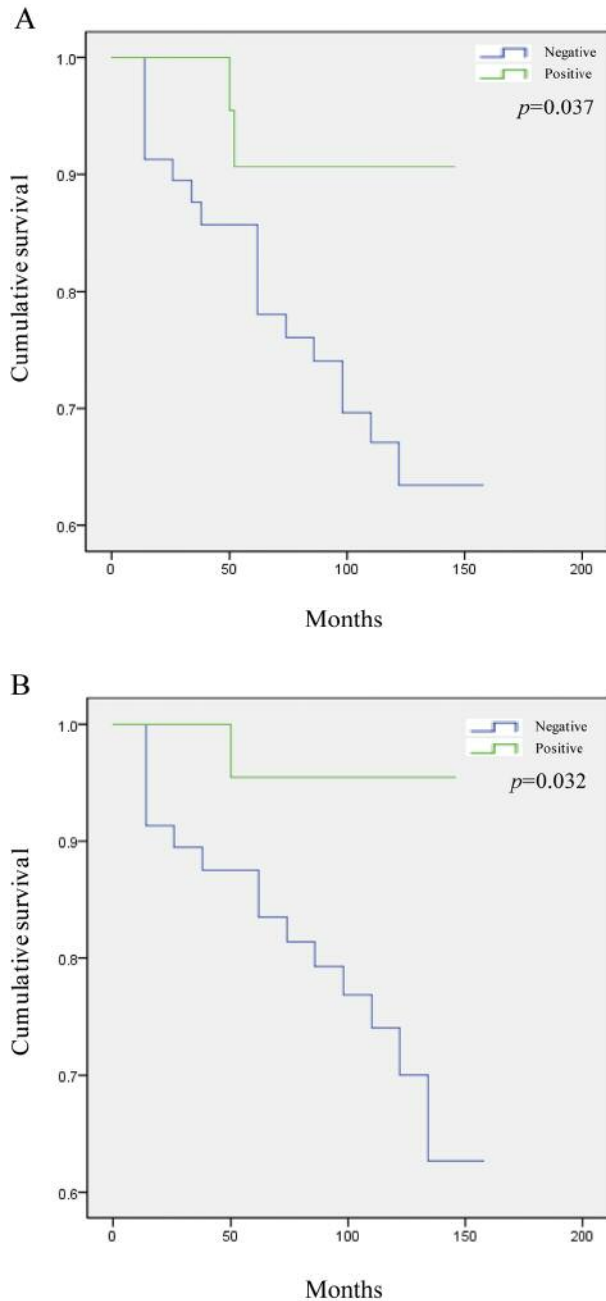 A
1.0
0.9
0.8
0.7
0.6
Cumulative survival
Negative
Positive
p=0.037
0 50 100 150 200
Months
B
1.0
0.9
0.8
0.7
0.6
Cumulative survival
Negative
Positive
p=0.032
0 50 100 150 200
Months